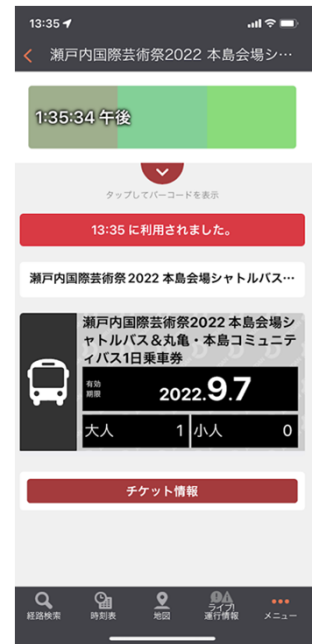 13:35
瀬戸内国際芸術祭2022 本島会場シ…
1:35:34 午後
タップしてバーコードを表示
13:35 に利用されました。
瀬戸内国際芸術祭2022 本島会場シャトルバス…
瀬戸内国際芸術祭2022 本島会場シ
ャトルバス＆丸亀・本島コミュニテ
ィバス1日乗車券
有効
期限
2022.9.7
大人 1 小人 0
チケット情報
経路検索 時刻表 地図 ライブ!
運行情報 メニュー